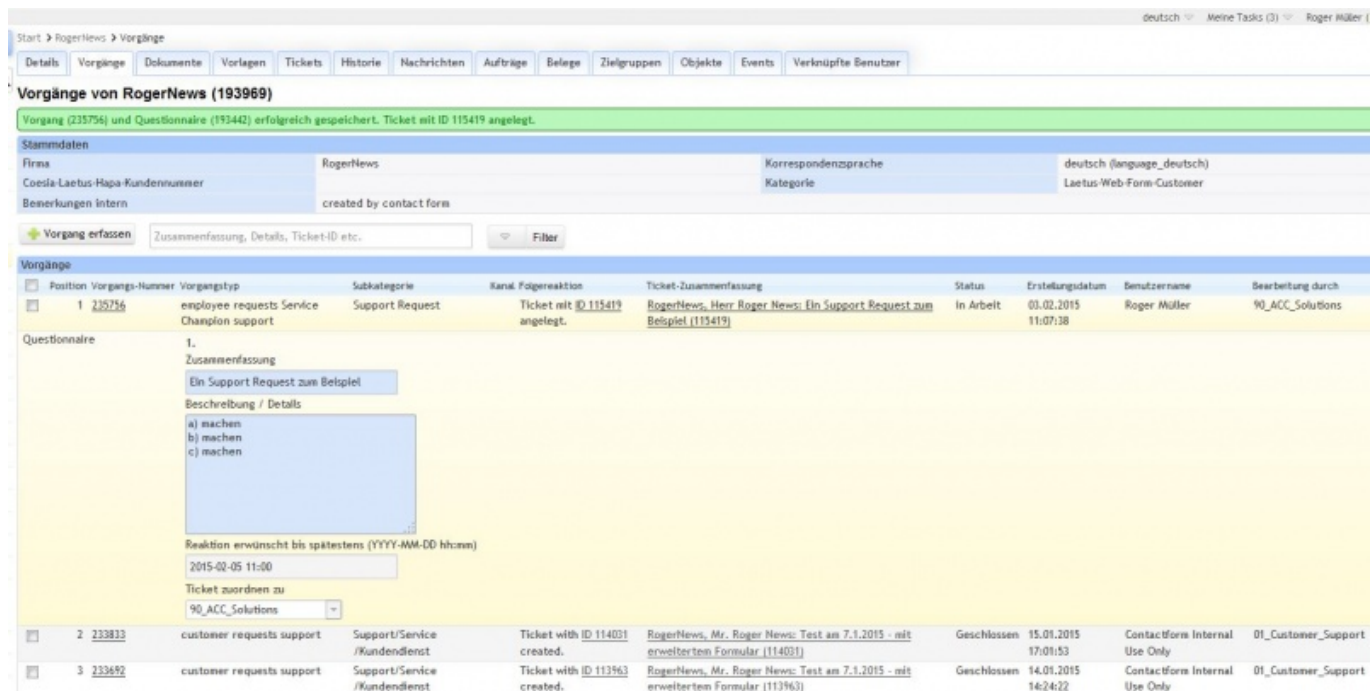 deutsch Meine Tasks (3) Roger Müller (
Start > RogerNews > Vorgänge
Details Vorgänge Dokumente Vorlagen Tickets Historie Nachrichten Aufträge Belege Zielgruppen Objekte Events Verknüpfte Benutzer
Vorgänge von RogerNews (193969)
Vorgang (235756) und Questionnaire (193442) erfolgreich gespeichert. Ticket mit ID 115419 angelegt.
Stammdaten
Firma RogerNews Korrespondenzsprache deutsch (language_deutsch)
Coesia-Laetus-Hapa-Kundennummer Kategorie Laetus-Web-Form-Customer
Bemerkungen intern created by contact form
Vorgang erfassen Zusammenfassung, Details, Ticket-ID etc. Filter
Vorgänge
Position Vorgangs-Nummer Vorgangstyp Subkategorie Kanal Folgereaktion Ticket-Zusammenfassung Status Erstellungsdatum Benutzername Bearbeitung durch
1 235756 employee requests Service Support Request Ticket mit ID 115419 RogerNews, Herr Roger News: Ein Support Request zum In Arbeit 03.02.2015 Roger Müller 90_ACC_Solutions
Champion support angelegt. Beispiel (115419) 11:07:38
Questionnaire 1.
Zusammenfassung
Ein Support Request zum Beispiel
Beschreibung / Details
a) machen
b) machen
c) machen
Reaktion erwünscht bis spätestens (YYYY-MM-DD hh:mm)
2015-02-05 11:00
Ticket zuordnen zu
90_ACC_Solutions
2 233833 customer requests support Support/Service Ticket with ID 114031 RogerNews, Mr. Roger News: Test am 7.1.2015 - mit Geschlossen 15.01.2015 Contactform Internal 01_Customer_Support
/Kundendienst created. erweitertem Formular (114031) 17:01:53 Use Only
3 233692 customer requests support Support/Service Ticket with ID 113963 RogerNews, Mr. Roger News: Test am 7.1.2015 - mit Geschlossen 14.01.2015 Contactform Internal 01_Customer_Support
/Kundendienst created. erweitertem Formular (113963) 14:24:22 Use Only